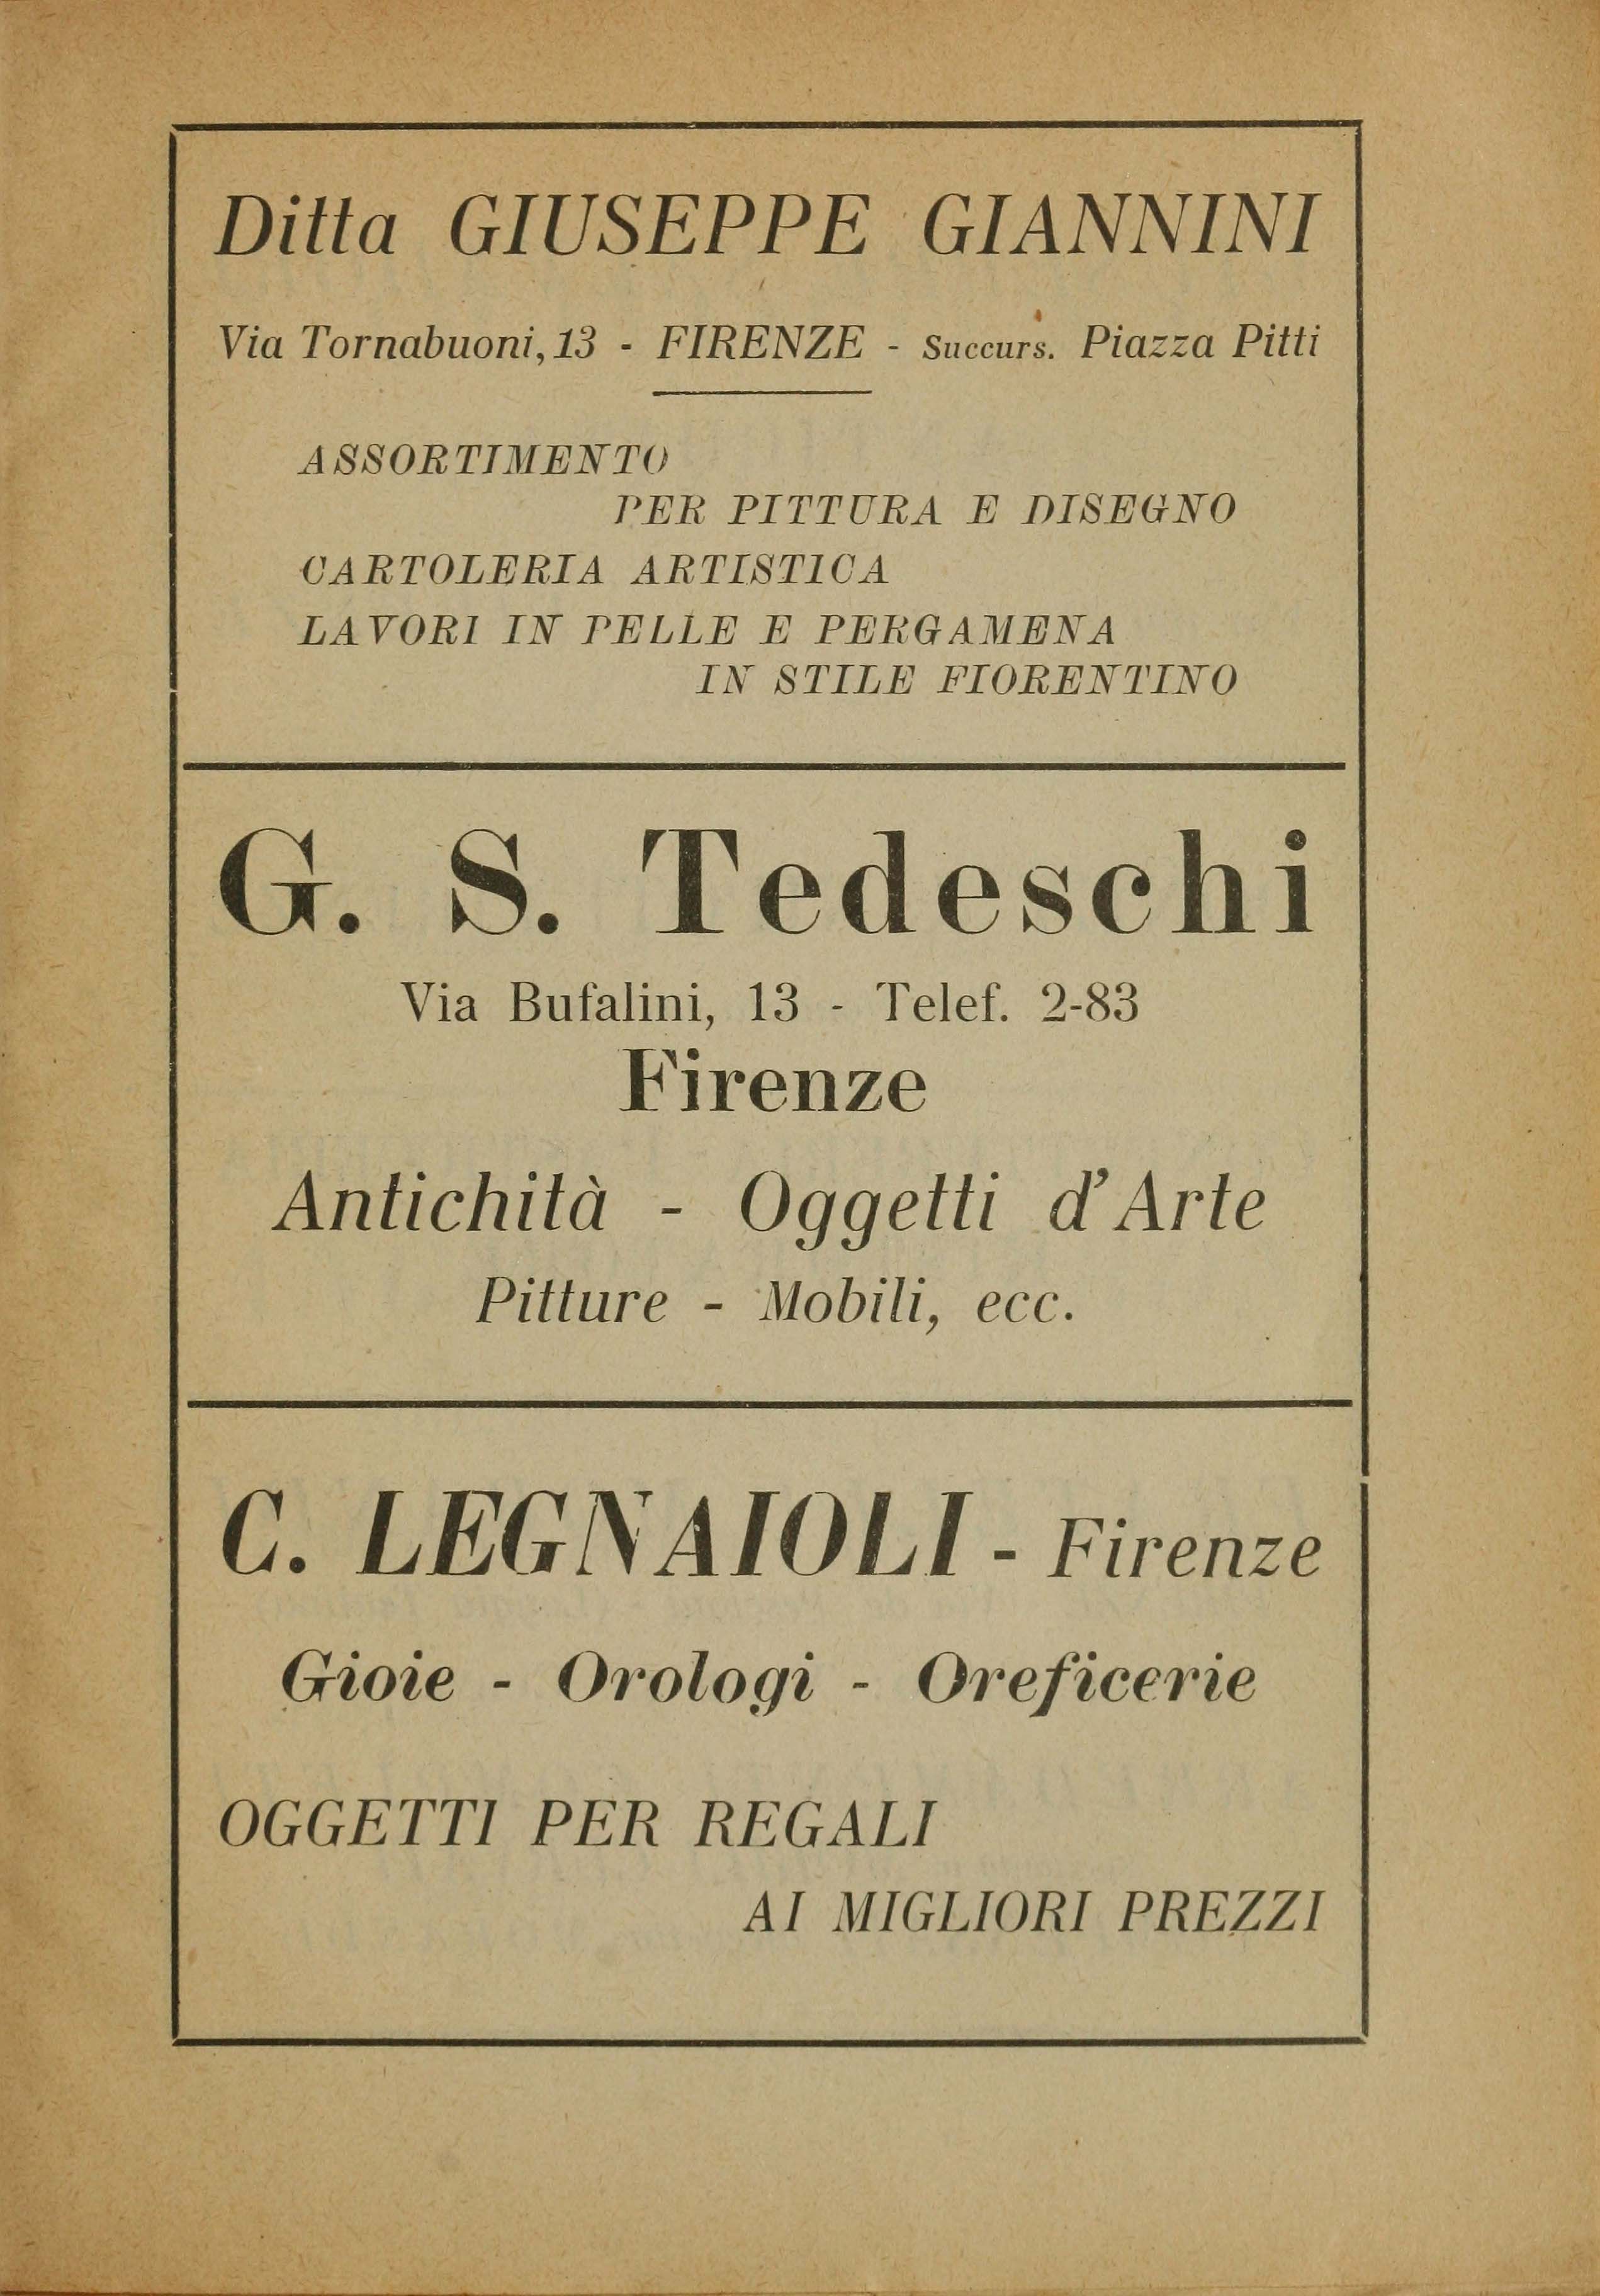 Ditta GIUSEPPE GIANNINI
Via Tornabuoni, 13 - FIRENZE - Succurs. Piazza Pitti
ASSORTIMENTO
PER PITTURA E DISEGNO
CARTOLERIA ARTISTICA
LAVORI IN PELLE E PERGAMENA
IN STILE FIORENTINO
G. S. Tedeschi
Via Bufalini, 13 - Telef. 2-83
Firenze
Antichità - Oggetti d'Arte
Pitture - Mobili, ecc.
C. LEGNAIOLI - Firenze
Gioie - Orologi - Oreficerie
OGGETTI PER REGALI
AI MIGLIORI PREZZI